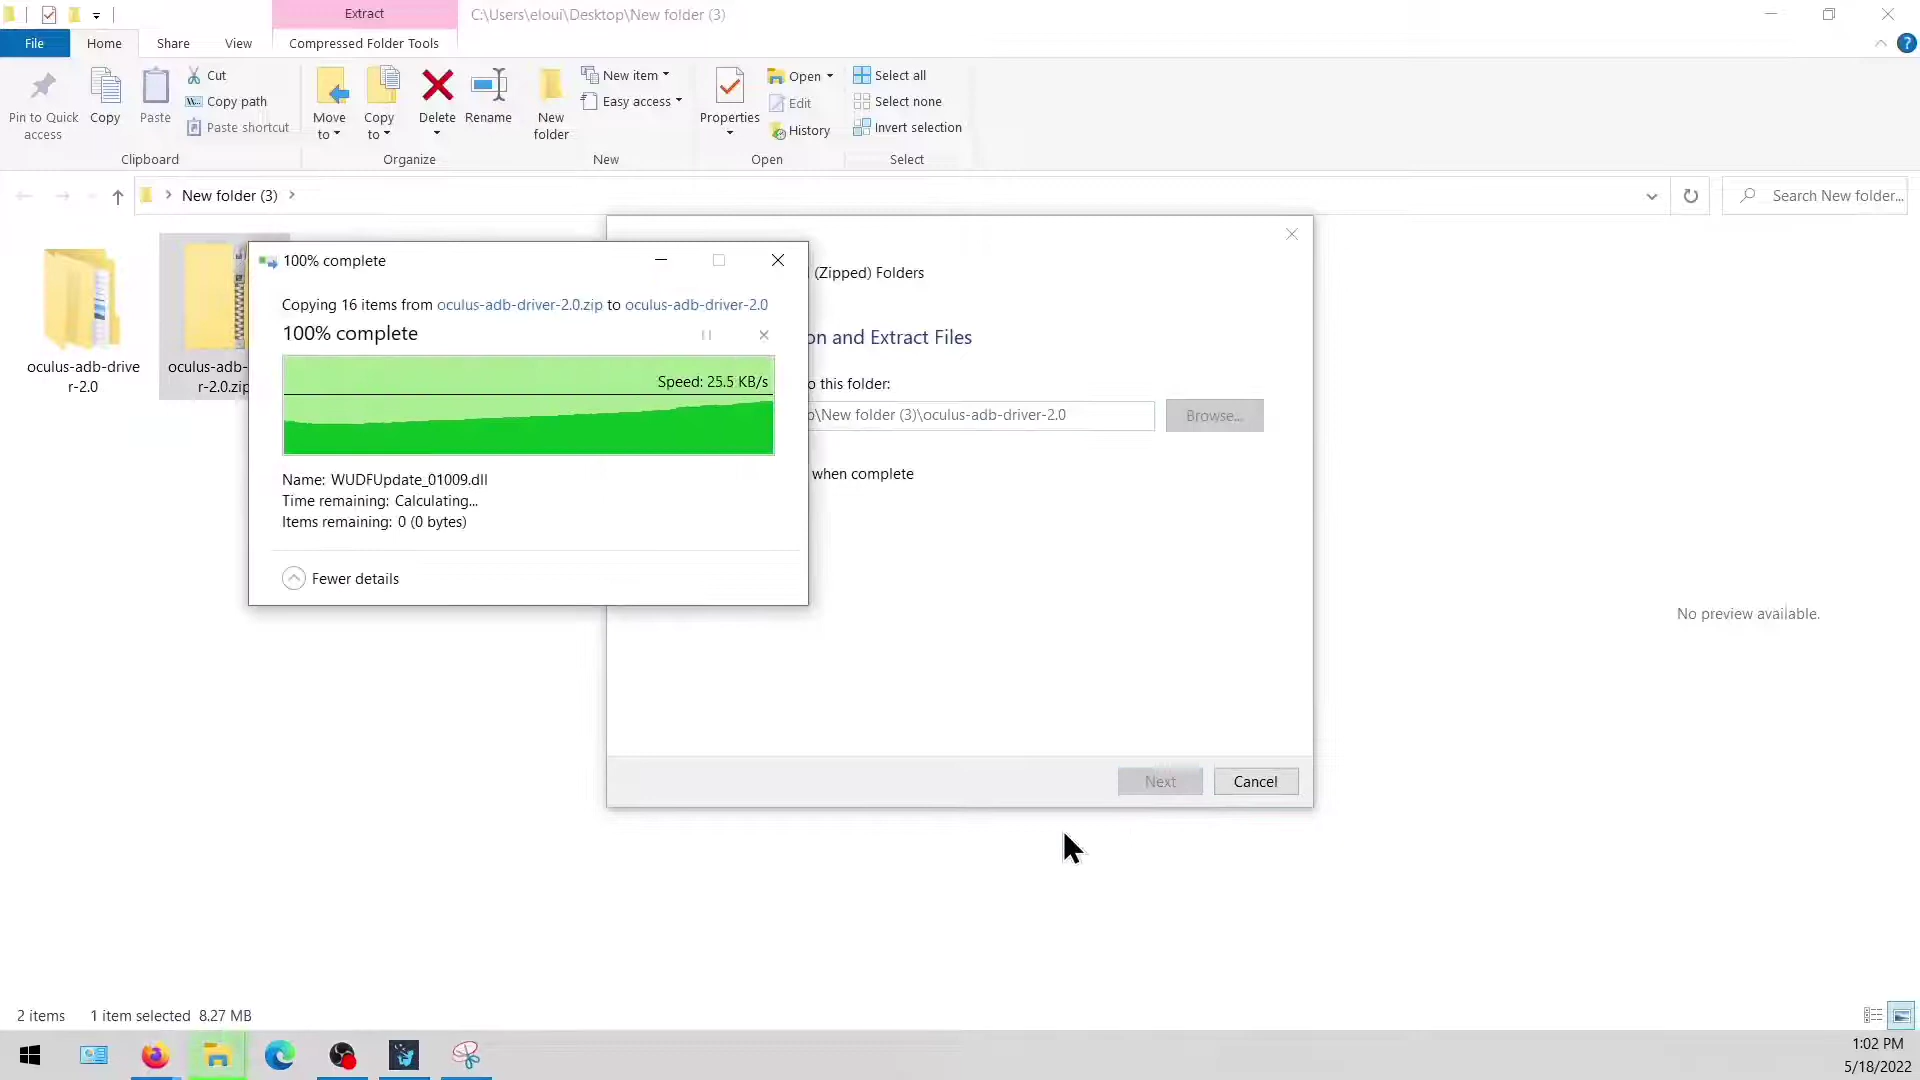 Extract
C:\Users\eloui\Desktop\New folder (3)
File
Home
Share
View
Compressed Folder Tools
Pin to Quick access
Copy
Paste
Cut
Copy path
Paste shortcut
Clipboard
Move to
Copy to
Delete
Rename
Organize
New folder
New item
Easy access
New
Properties
Open
Edit
History
Open
Select all
Select none
Invert selection
Select
New folder (3)
Search New folder...
oculus-adb-drive
r-2.0
oculus-adb-
r-2.0.zip
100% complete
Copying 16 items from oculus-adb-driver-2.0.zip to oculus-adb-driver-2.0
100% complete
Speed: 25.5 KB/s
Name: WUDFUpdate_01009.dll
Time remaining: Calculating...
Items remaining: 0 (0 bytes)
Fewer details
(Zipped) Folders
on and Extract Files
o this folder:
\New folder (3)\oculus-adb-driver-2.0
Browse...
when complete
Next
Cancel
No preview available.
2 items
1 item selected 8.27 MB
1:02 PM
5/18/2022